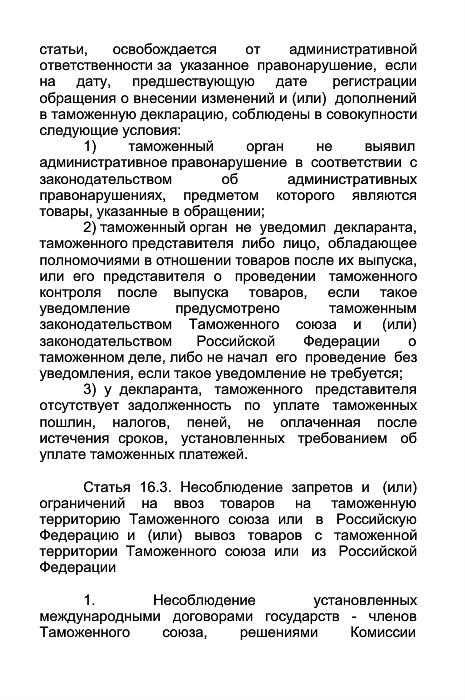 статьи, освобождается от административной
ответственности за указанное правонарушение, если
на дату, предшествующую дате регистрации
обращения о внесении изменений и (или) дополнений
в таможенную декларацию, соблюдены в совокупности
следующие условия:
1) таможенный орган не выявил
административное правонарушение в соответствии с
законодательством об административных
правонарушениях, предметом которого являются
товары, указанные в обращении;
2) таможенный орган не уведомил декларанта,
таможенного представителя либо лицо, обладающее
полномочиями в отношении товаров после их выпуска,
или его представителя о проведении таможенного
контроля после выпуска товаров, если такое
уведомление предусмотрено таможенным
законодательством Таможенного союза и (или)
законодательством Российской Федерации о
таможенном деле, либо не начал его проведение без
уведомления, если такое уведомление не требуется;
3) у декларанта, таможенного представителя
отсутствует задолженность по уплате таможенных
пошлин, налогов, пеней, не оплаченная после
истечения сроков, установленных требованием об
уплате таможенных платежей.
Статья 16.3. Несоблюдение запретов и (или)
ограничений на ввоз товаров на таможенную
территорию Таможенного союза или в Российскую
Федерацию и (или) вывоз товаров с таможенной
территории Таможенного союза или из Российской
Федерации
1. Несоблюдение установленных
международными договорами государств - членов
Таможенного союза, решениями Комиссии